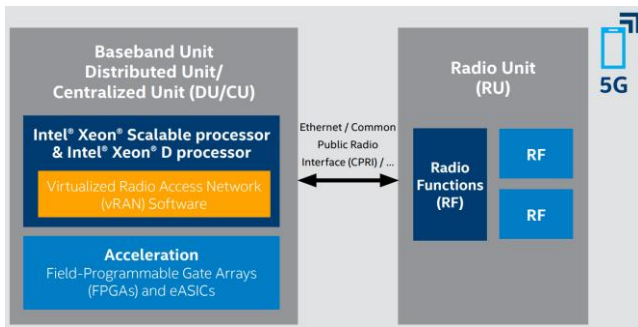 Baseband Unit
Distributed Unit/
Centralized Unit (DU/CU)
Intel® Xeon® Scalable processor
& Intel® Xeon® D processor
Virtualized Radio Access Network
(vRAN) Software
Acceleration
Field-Programmable Gate Arrays
(FPGAs) and eASICs
Ethernet / Common
Public Radio
Interface (CPRI) / ...
Radio Unit
(RU)
Radio
Functions
(RF)
RF
RF
5G